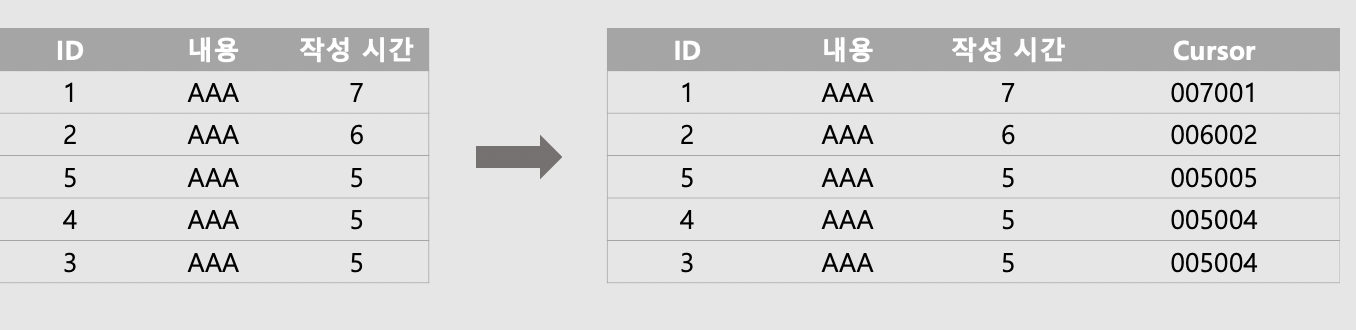 ID 내용 작성 시간
1 AAA 7
2 AAA 6
5 AAA 5
4 AAA 5
3 AAA 5
ID 내용 작성 시간 Cursor
1 AAA 7 007001
2 AAA 6 006002
5 AAA 5 005005
4 AAA 5 005004
3 AAA 5 005004